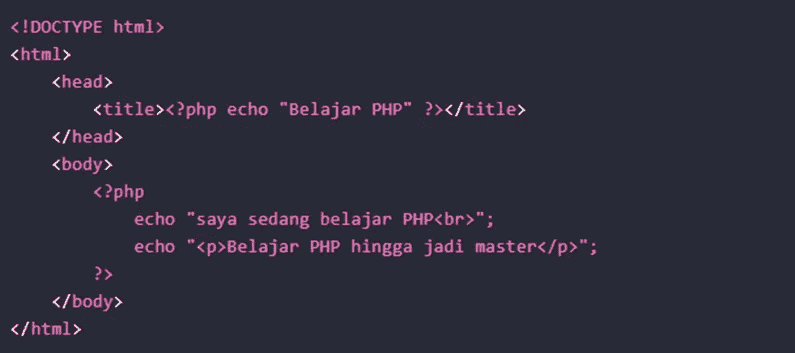 <!DOCTYPE html>
<html>
    <head>
        <title><?php echo "Belajar PHP" ?></title>
    </head>
    <body>
        <?php
            echo "saya sedang belajar PHP<br>";
            echo "<p>Belajar PHP hingga jadi master</p>";
        ?>
    </body>
</html>